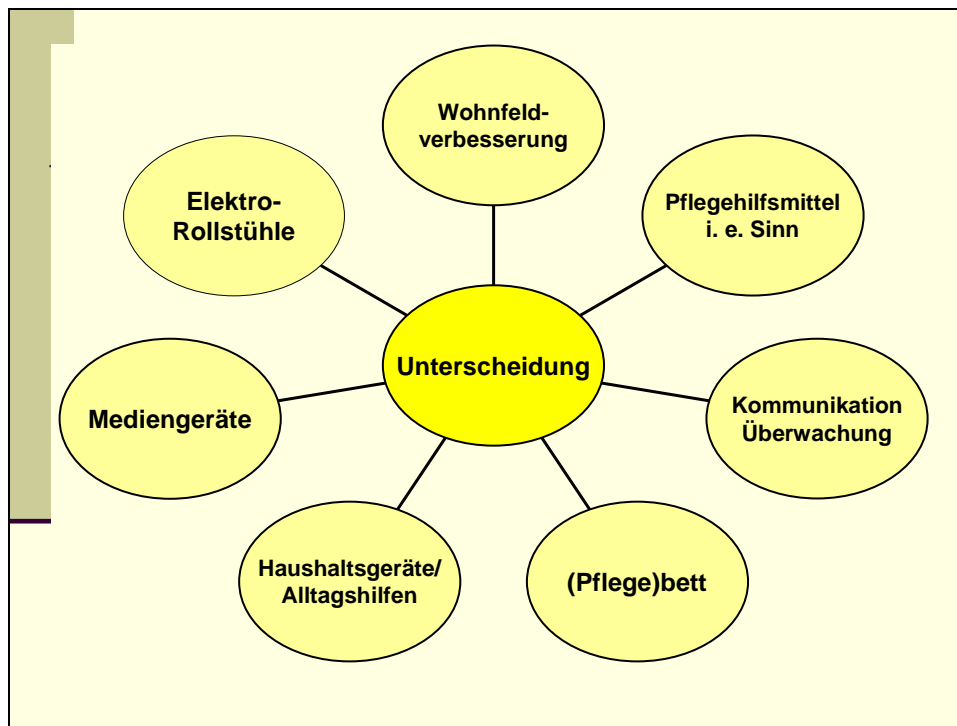 Wohnfeld-
verbesserung
Elektro-
Rollstühle
Pflegehilfsmittel
i. e. Sinn
Unterscheidung
Mediengeräte
Kommunikation
Überwachung
Haushaltsgeräte/
Alltagshilfen
(Pflege)bett